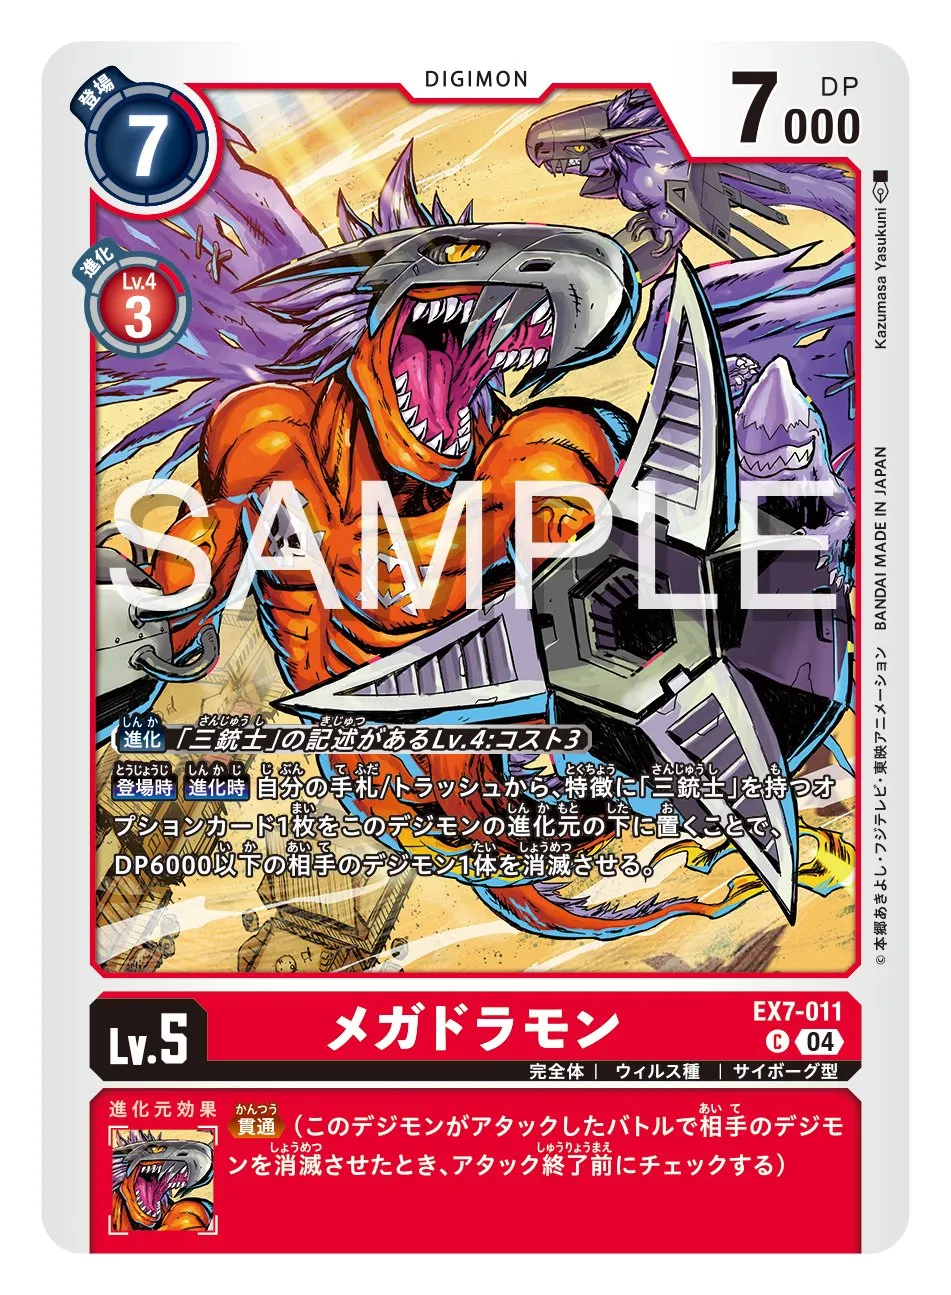 DIGIMON
登場
7
DP
7000
進化
Lv.4
3
Kazumasa Yasukuni
SAMPLE
進化 「三銃士」の記述があるLv.4:コスト3
登場時 進化時 自分の手札/トラッシュから、特徴に「三銃士」を持つオ
プションカード1枚をこのデジモンの進化元の下に置くことで、
DP6000以下の相手のデジモン1体を消滅させる。
©本郷あきよし・フジテレビ・東映アニメーション BANDAI MADE IN JAPAN
Lv.5
メガドラモン
EX7-011
C 04
完全体 | ウィルス種 | サイボーグ型
進化元効果
貫通 (このデジモンがアタックしたバトルで相手のデジモ
ンを消滅させたとき、アタック終了前にチェックする)